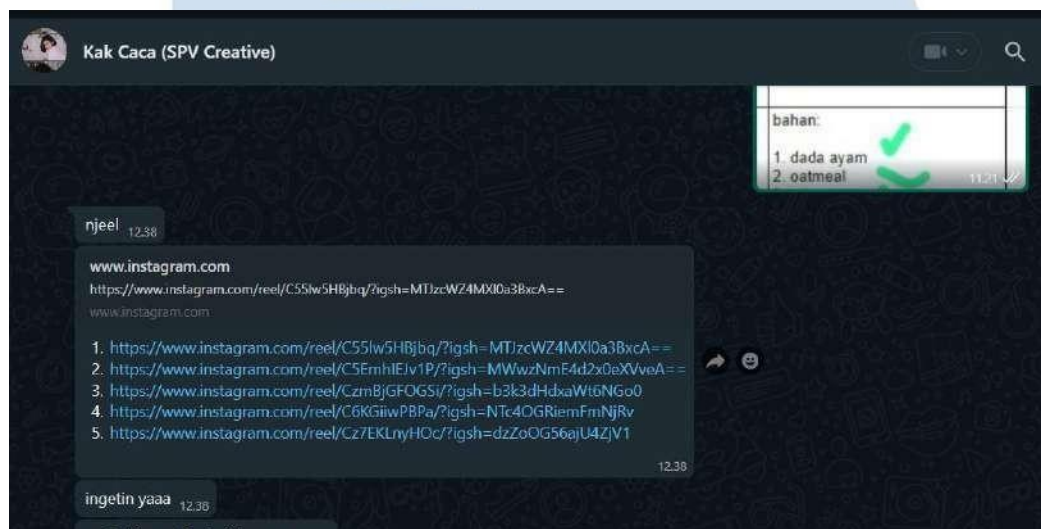 Kak Caca (SPV Creative)
bahan:
1. dada ayam
2. oatmeal
11.21
njeel 12.38
www.instagram.com
https://www.instagram.com/reel/C55lw5HBjbq/?igsh=MTJzcWZ4MXl0a3BxcA==
www.instagram.com
1. https://www.instagram.com/reel/C55lw5HBjbq/?igsh=MTJzcWZ4MXl0a3BxcA==
2. https://www.instagram.com/reel/C5EmhIEJv1P/?igsh=MWwzNmE4d2x0eXVveA==
3. https://www.instagram.com/reel/CzmBjGFOGSi/?igsh=b3k3dHdxaWt6NGo0
4. https://www.instagram.com/reel/C6KGiiwPBPa/?igsh=NTc4OGRiemFmNjRv
5. https://www.instagram.com/reel/Cz7EKLnyHOc/?igsh=dzZoOG56ajU4ZjV1
12.38
ingetin yaaa 12.38